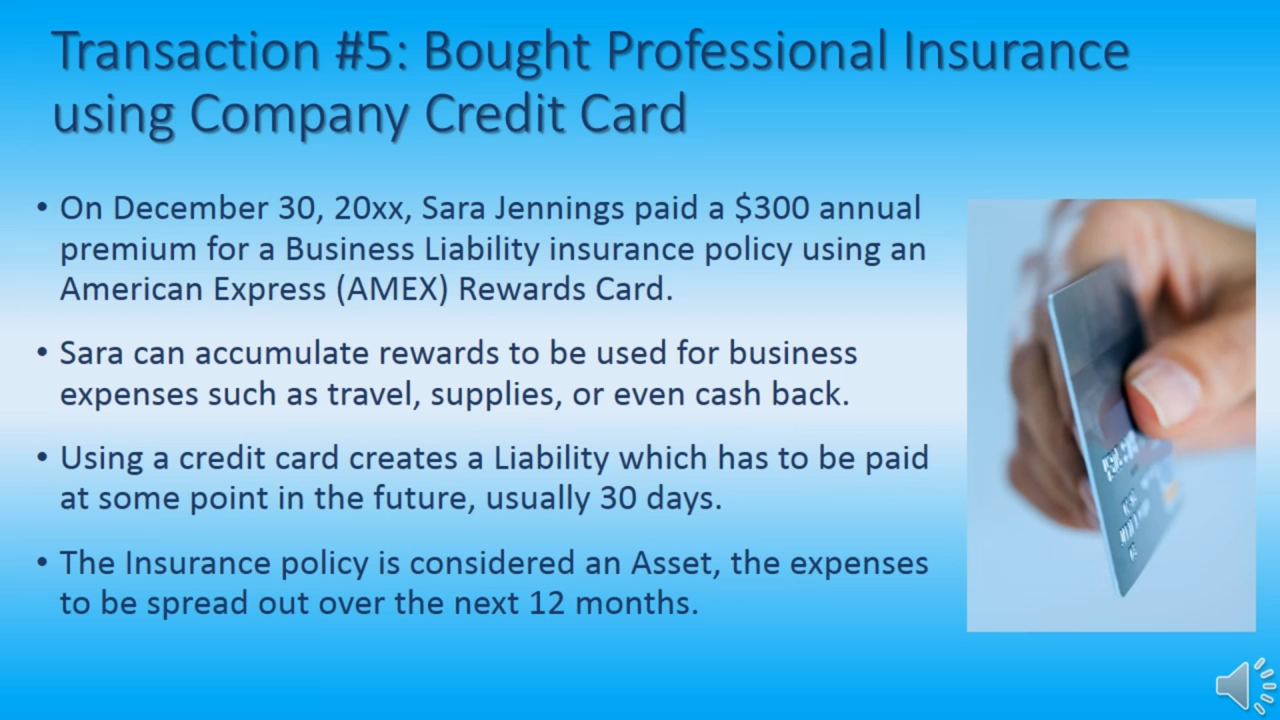 Transaction #5: Bought Professional Insurance
using Company Credit Card
• On December 30, 20xx, Sara Jennings paid a $300 annual
premium for a Business Liability insurance policy using an
American Express (AMEX) Rewards Card.
• Sara can accumulate rewards to be used for business
expenses such as travel, supplies, or even cash back.
• Using a credit card creates a Liability which has to be paid
at some point in the future, usually 30 days.
• The Insurance policy is considered an Asset, the expenses
to be spread out over the next 12 months.